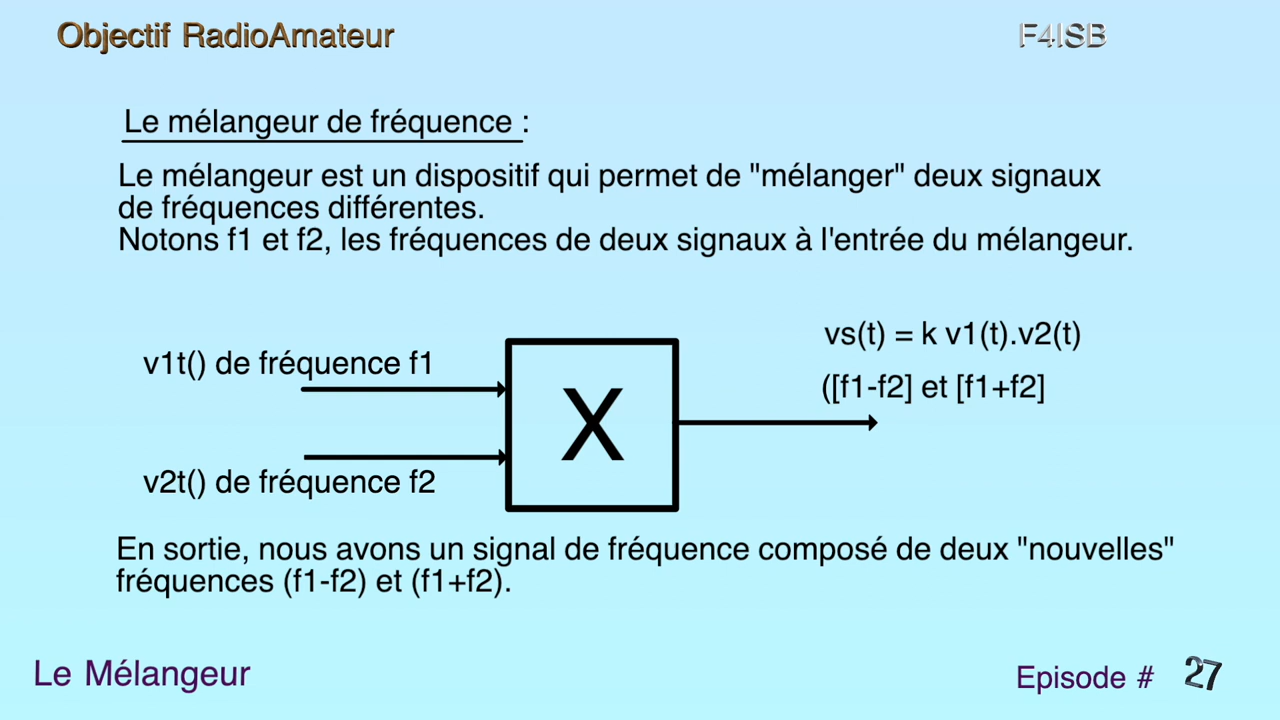 Objectif RadioAmateur
F4ISB
Le mélangeur de fréquence :
Le mélangeur est un dispositif qui permet de "mélanger" deux signaux
de fréquences différentes.
Notons f1 et f2, les fréquences de deux signaux à l'entrée du mélangeur.
vs(t) = k v1(t).v2(t)
v1t() de fréquence f1
([f1-f2] et [f1+f2]
X
v2t() de fréquence f2
En sortie, nous avons un signal de fréquence composé de deux "nouvelles"
fréquences (f1-f2) et (f1+f2).
Le Mélangeur
Episode # 27